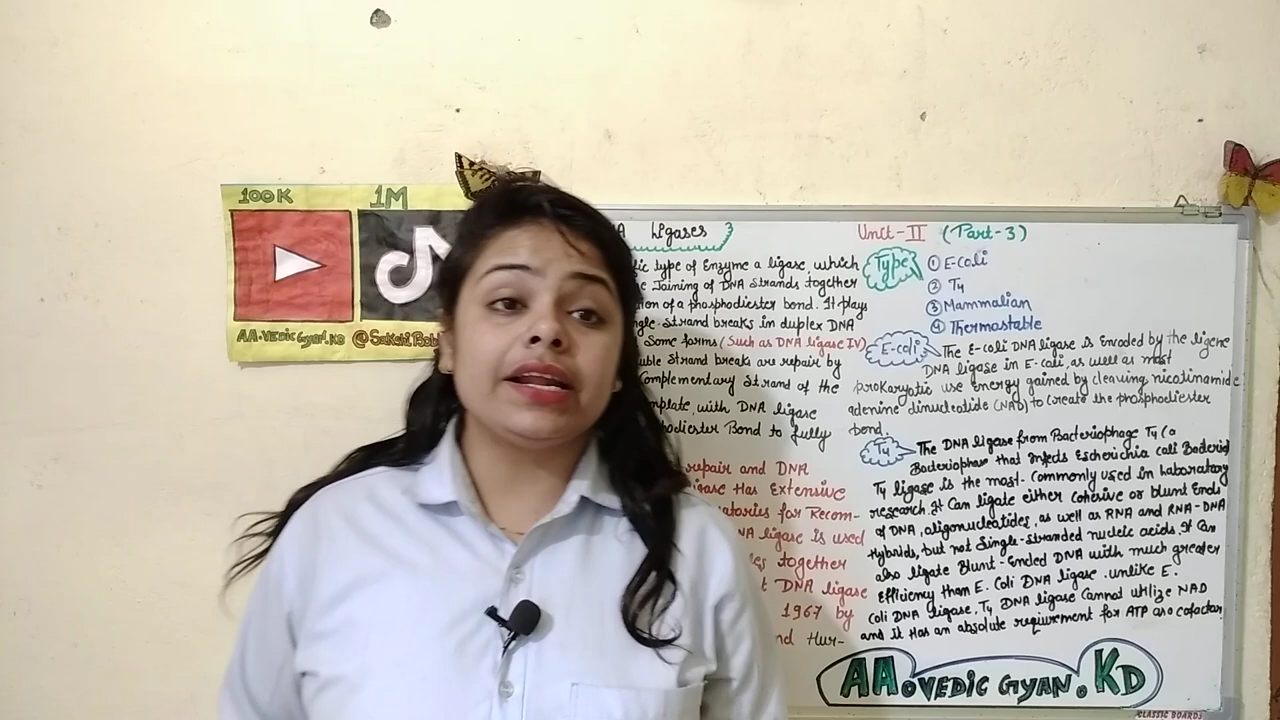 100K 1M
AA.VEDIC GYAN.KD @Sakshi
Ligases
type of Enzyme a ligase, which
Joining of DNA strands together
of a phosphodiester bond. It plays
strand breaks in duplex DNA
Some forms (Such as DNA ligase IV)
strand breaks are repair by
Complementary Strand of the
with DNA ligase
Bond to fully
repair and DNA
Has Extensive
for Recom-
ligase is used
together
DNA ligase
1967 by
Hur-
Unit-II (Part-3)
Type
① E-Coli
② T4
③ Mammalian
④ Thermostable
E-coli
The E-coli DNA ligase is Encoded by the ligene
DNA ligase in E-coli, as well as most
prokaryotic use energy gained by cleaving nicotinamide
adenine dinucleotide (NAD) to create the phosphodiester
bond.
T4
The DNA ligase from Bacteriophage T4 (a
that infects Escherichia coli
T4 ligase is the most-commonly used in laboratory
research. It Can ligate either cohesive or blunt Ends
of DNA, oligonucleotides, as well as RNA and RNA-DNA
Hybrids, but not Single-stranded nucleic acids. It Can
also ligate Blunt-Ended DNA with much greater
Efficiency than E. Coli DNA ligase. unlike E.
coli DNA ligase, T4 DNA ligase Cannot utilize NAD
and it Has an absolute requirement for ATP cofactor
AA.VEDIC GYAN.KD
CLASSIC BOARDS